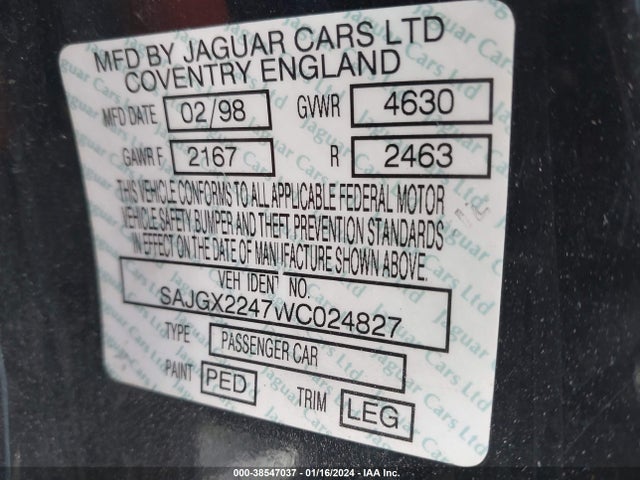 MFD BY JAGUAR CARS LTD
COVENTRY ENGLAND
MFD DATE 02/98 GVWR 4630
GAWR F 2167 R 2463
THIS VEHICLE CONFORMS TO ALL APPLICABLE FEDERAL MOTOR
VEHICLE SAFETY, BUMPER AND THEFT PREVENTION STANDARDS
IN EFFECT ON THE DATE OF MANUFACTURE SHOWN ABOVE.
VEH IDENT NO.
SAJGX2247WC024827
TYPE PASSENGER CAR
PAINT PED TRIM LEG
000-38547037 - 01/16/2024 - IAA Inc.